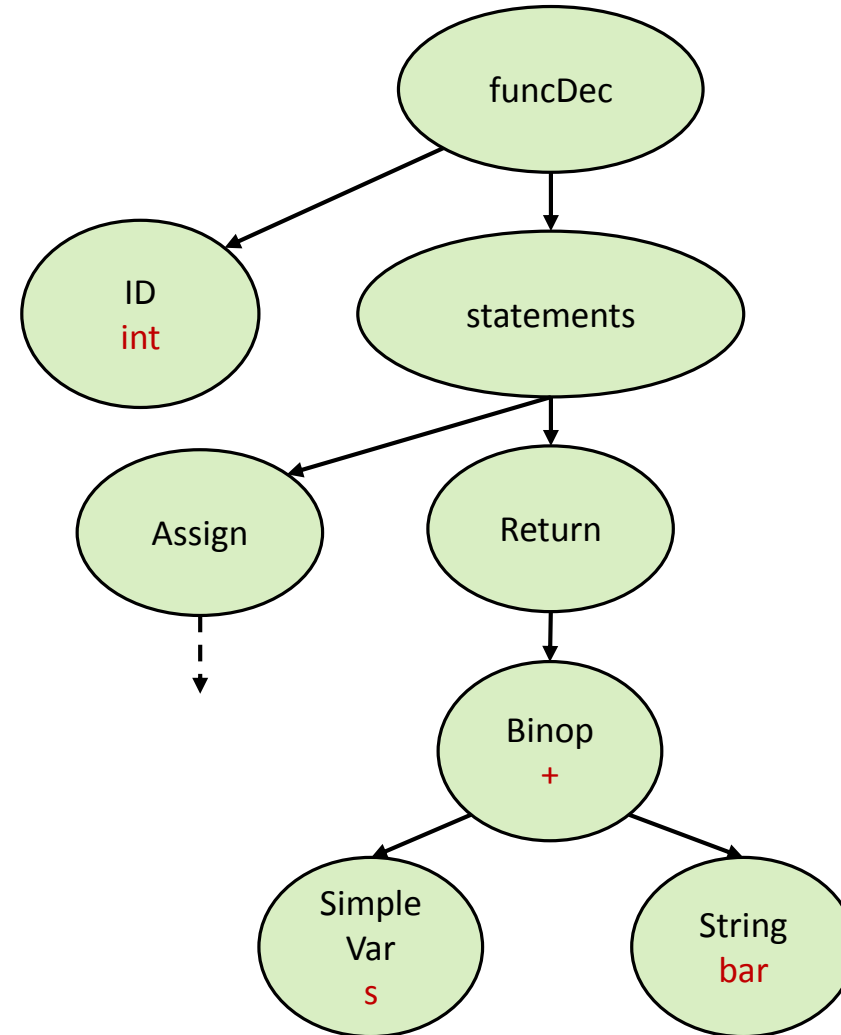 funcDec
ID
int
statements
Assign
Return
Binop
+
Simple
Var
s
String
bar